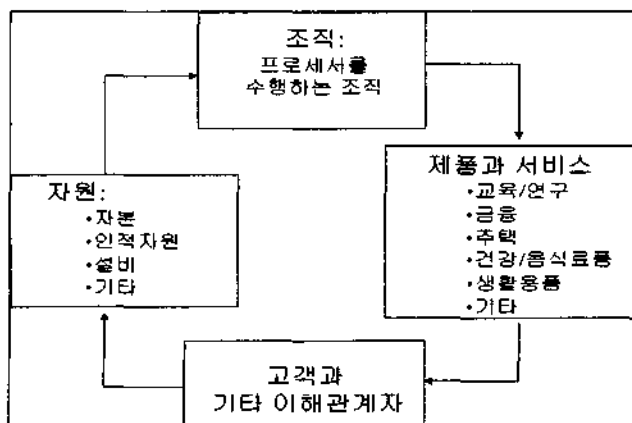 조직:
프로세서를
수행하는 조직
제품과 서비스
•교육/연구
•금융
•주택
•건강/음식료품
•생활용품
•기타
고객과
기타 이해관계자
자원:
•자본
•인적자원
•설비
•기타